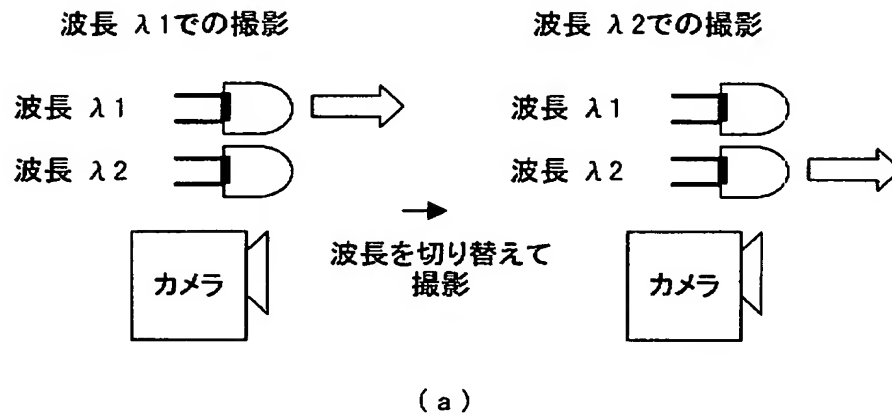 波長 λ1での撮影
波長 λ2での撮影
波長 λ1
波長 λ2
カメラ
波長を切り替えて
撮影
波長 λ1
波長 λ2
カメラ
(a)